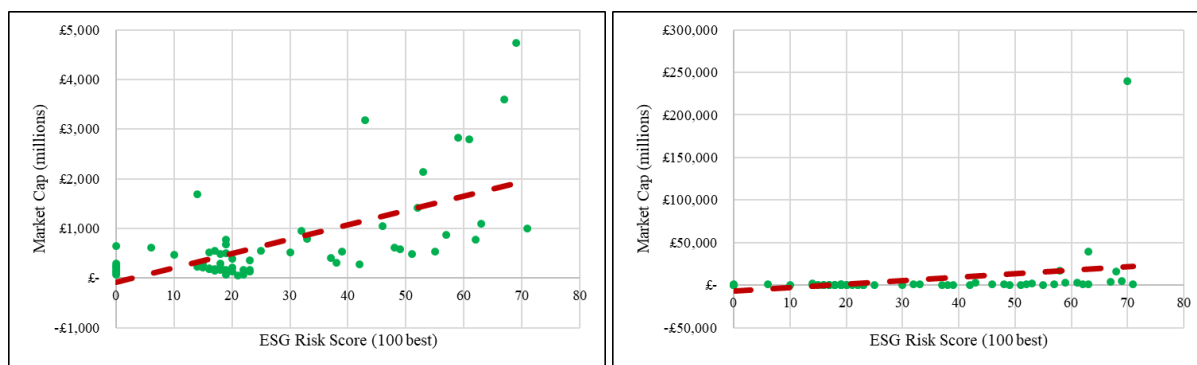 £5,000
£4,000
£3,000
£2,000
£1,000
£-
-£1,000
0 10 20 30 40 50 60 70 80
Market Cap (millions)
ESG Risk Score (100 best)
£300,000
£250,000
£200,000
£150,000
£100,000
£50,000
£-
-£50,000
0 10 20 30 40 50 60 70 80
Market Cap (millions)
ESG Risk Score (100 best)